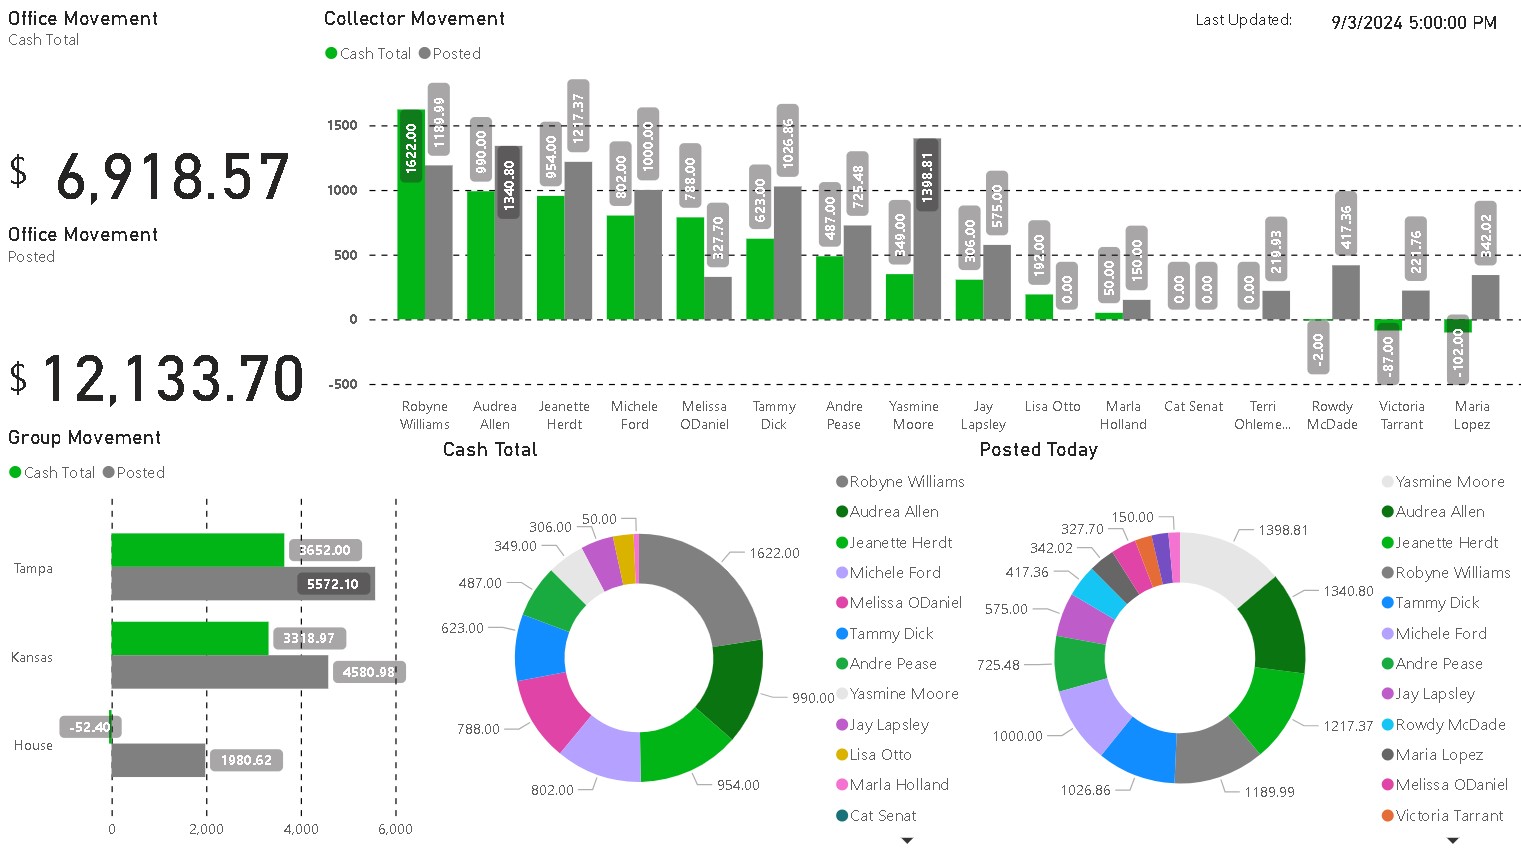 Office Movement
Cash Total
$ 6,918.57
Office Movement
Posted
$ 12,133.70
Collector Movement
Cash Total Posted
Last Updated: 9/3/2024 5:00:00 PM
1500
1000
500
0
-500
1622.00 1189.99
990.00 1340.80
954.00 1217.37
802.00 1000.00
788.00 327.70
623.00 1026.86
487.00 725.48
349.00 1398.81
306.00 575.00
192.00 0.00
50.00 150.00
0.00 0.00
0.00 219.93
-2.00 417.36
-87.00 221.76
-102.00 342.02
Robyne Williams
Audrea Allen
Jeanette Herdt
Michele Ford
Melissa ODaniel
Tammy Dick
Andre Pease
Yasmine Moore
Jay Lapsley
Lisa Otto
Marla Holland
Cat Senat
Terri Ohleme...
Rowdy McDade
Victoria Tarrant
Maria Lopez
Group Movement
Cash Total Posted
Tampa
3652.00
5572.10
Kansas
3318.97
4580.98
House
-52.40
1980.62
0 2,000 4,000 6,000
Cash Total
50.00
306.00
349.00
487.00
623.00
788.00
802.00
954.00
990.00
1622.00
Robyne Williams
Audrea Allen
Jeanette Herdt
Michele Ford
Melissa ODaniel
Tammy Dick
Andre Pease
Yasmine Moore
Jay Lapsley
Lisa Otto
Marla Holland
Cat Senat
Posted Today
150.00
327.70
342.02
417.36
575.00
725.48
1000.00
1026.86
1189.99
1217.37
1340.80
1398.81
Yasmine Moore
Audrea Allen
Jeanette Herdt
Robyne Williams
Tammy Dick
Michele Ford
Andre Pease
Jay Lapsley
Rowdy McDade
Maria Lopez
Melissa ODaniel
Victoria Tarrant